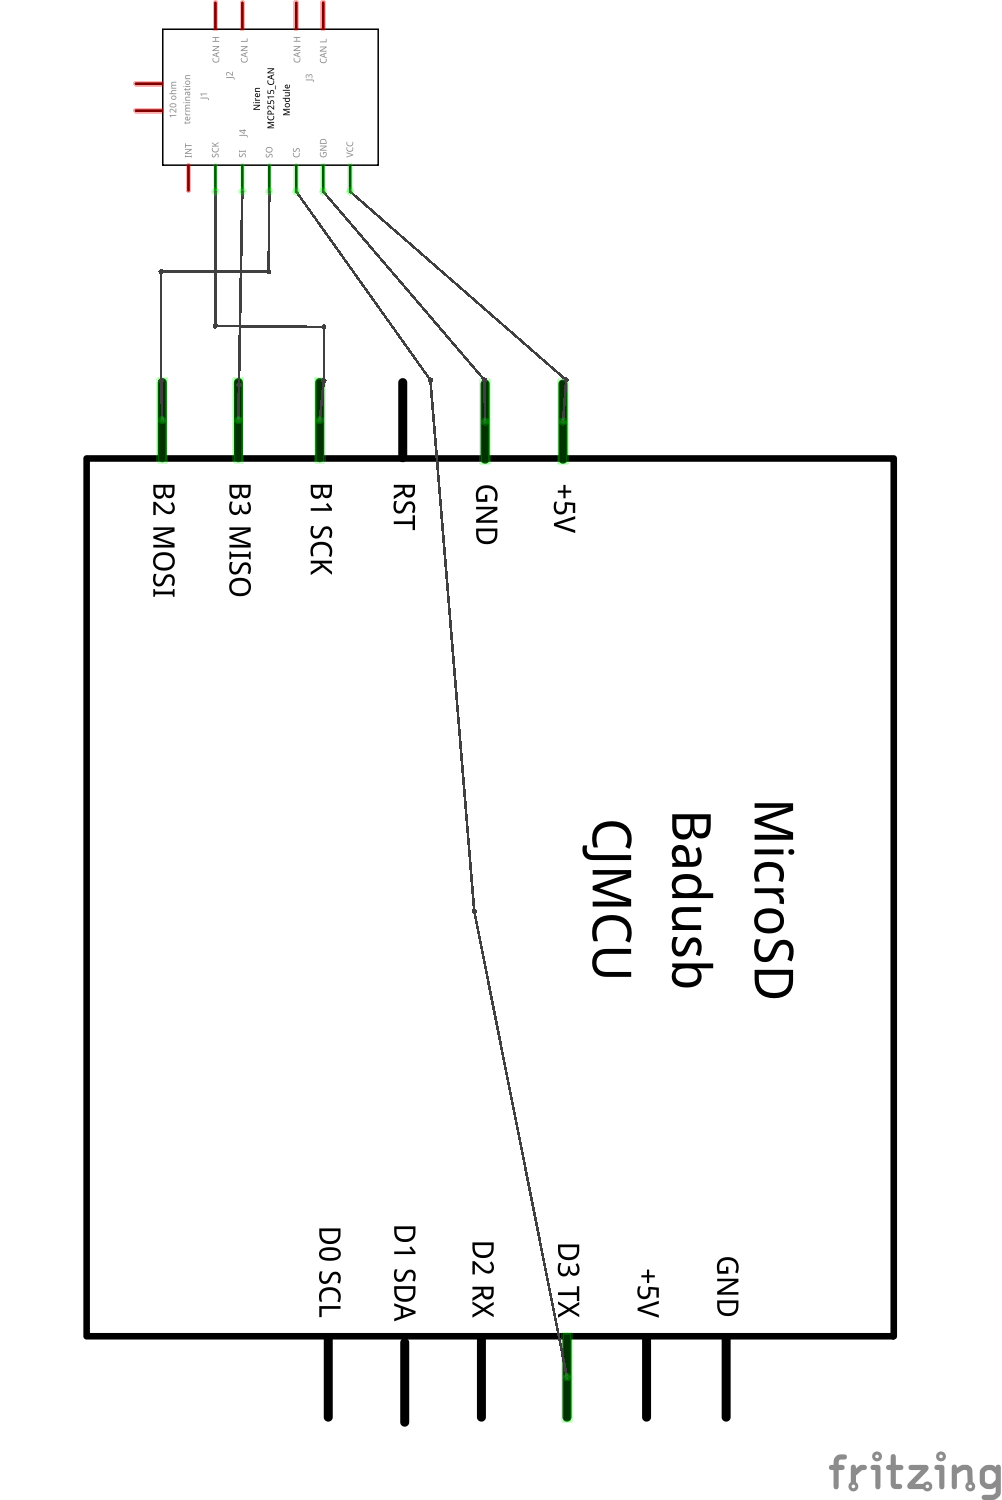 CAN H
CAN L
CAN H
CAN L
J2
J3
120 ohm
termination
J1
Niren
MCP2515_CAN
Module
J4
INT
SCK
SI
SO
CS
GND
VCC
B2 MOSI
B3 MISO
B1 SCK
RST
GND
+5V
MicroSD
Badusb
CJMCU
D0 SCL
D1 SDA
D2 RX
D3 TX
+5V
GND
fritzing